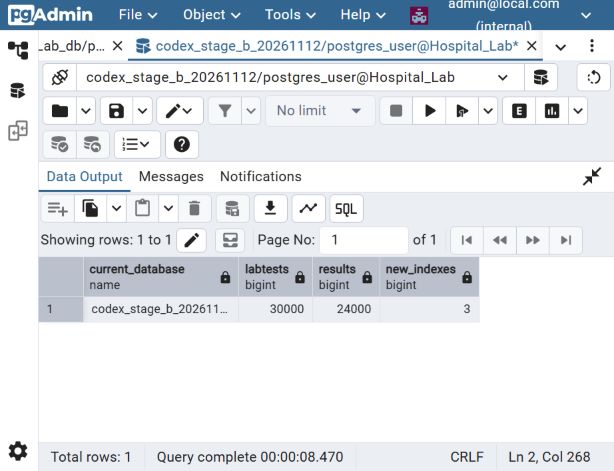 pgAdmin File Object Tools Help admin@local.com (internal)
_ab_db/p... codex_stage_b_20261112/postgres_user@Hospital_Lab*
codex_stage_b_20261112/postgres_user@Hospital_Lab
No limit E
Data Output Messages Notifications
SQL
Showing rows: 1 to 1 Page No: 1 of 1
current_database labtests results new_indexes
name bigint bigint bigint
1 codex_stage_b_202611... 30000 24000 3
Total rows: 1 Query complete 00:00:08.470 CRLF Ln 2, Col 268